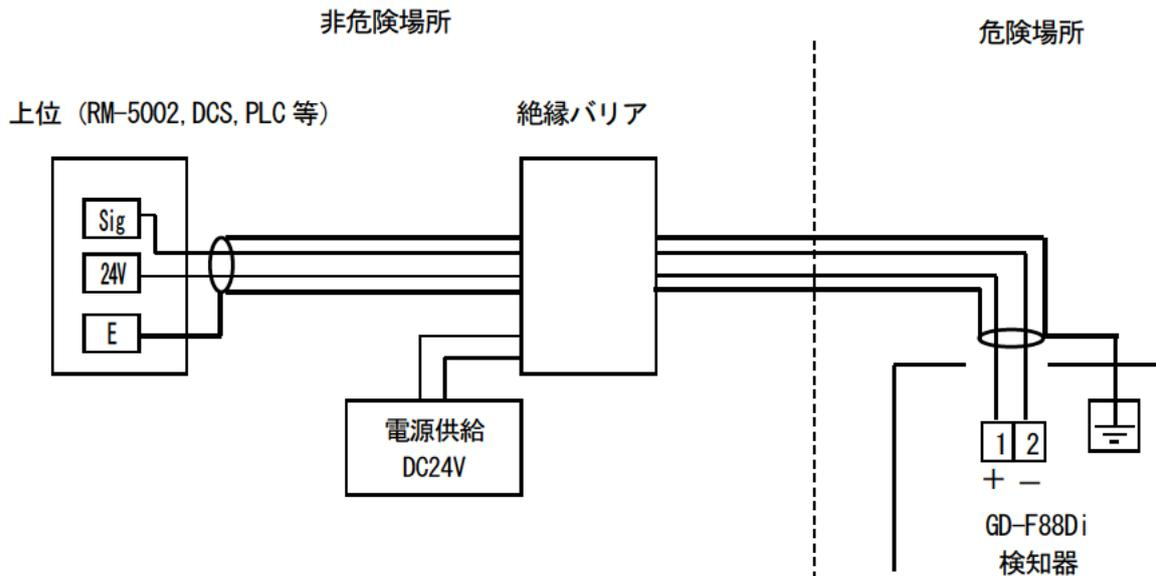 非危険場所
危険場所
上位 (RM-5002, DCS, PLC 等)
絶縁バリア
Sig
24V
E
電源供給
DC24V
1 2
+ −
GD-F88Di
検知器